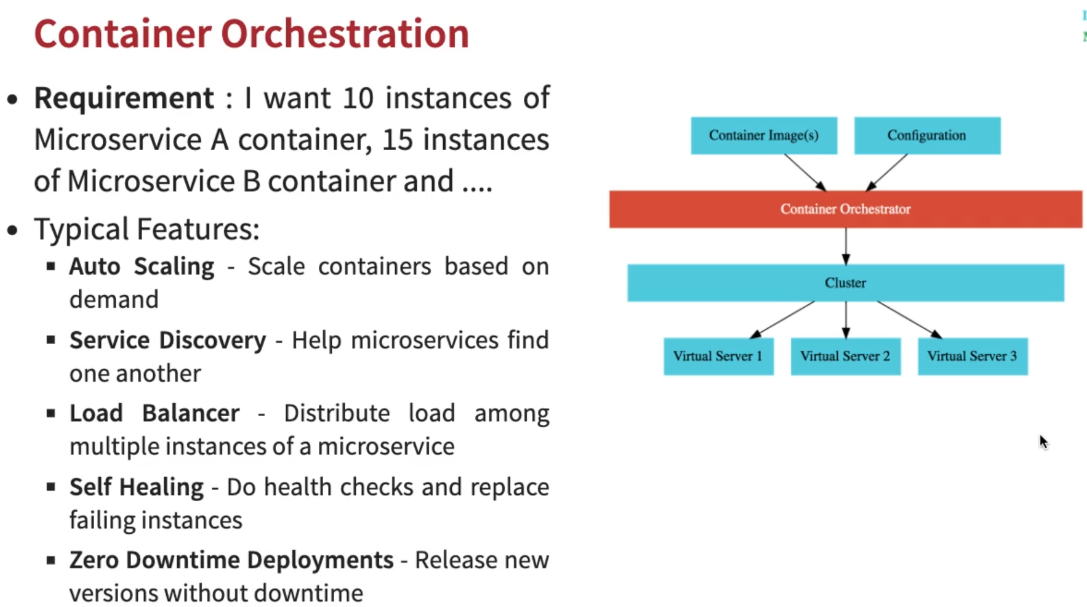 Container Orchestration
Requirement : I want 10 instances of
Microservice A container, 15 instances
of Microservice B container and ....
Typical Features:
Auto Scaling - Scale containers based on
demand
Service Discovery - Help microservices find
one another
Load Balancer - Distribute load among
multiple instances of a microservice
Self Healing - Do health checks and replace
failing instances
Zero Downtime Deployments - Release new
versions without downtime
Container Image(s)
Configuration
Container Orchestrator
Cluster
Virtual Server 1
Virtual Server 2
Virtual Server 3